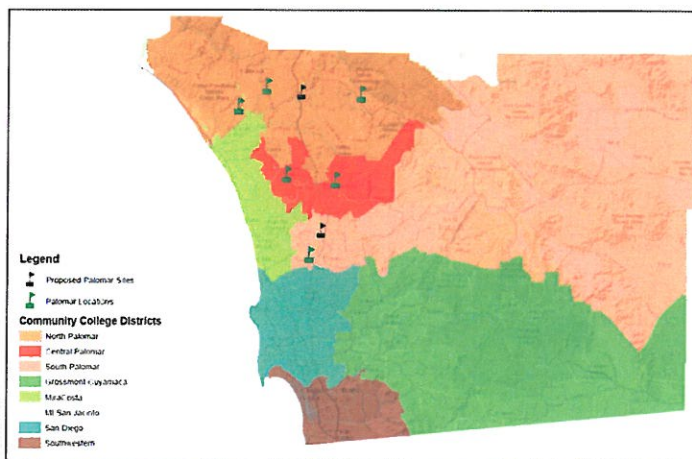 Legend
Proposed Palomar Sites
Palomar Locations
Community College Districts
North Palomar
Central Palomar
South Palomar
Grossmont Cuyamaca
MiraCosta
Mt San Jacinto
San Diego
Southwestern